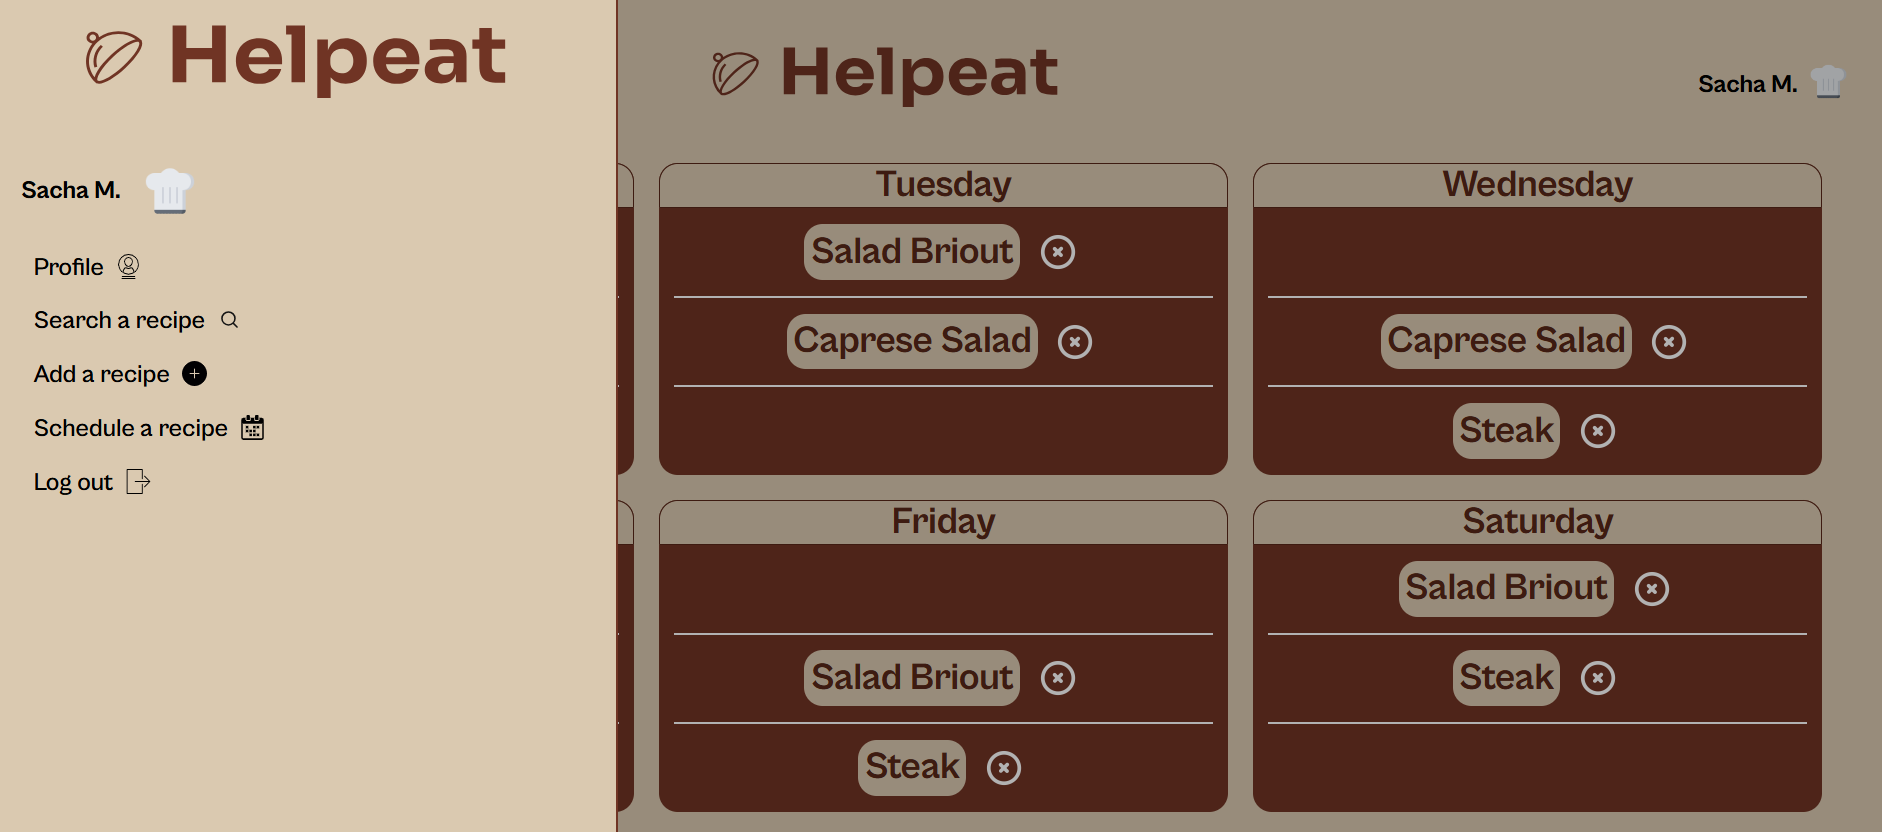 Helpeat
Sacha M.
Profile
Search a recipe
Add a recipe
Schedule a recipe
Log out
Helpeat
Sacha M.
Tuesday
Salad Briout
Caprese Salad
Wednesday
Caprese Salad
Steak
Friday
Salad Briout
Steak
Saturday
Salad Briout
Steak